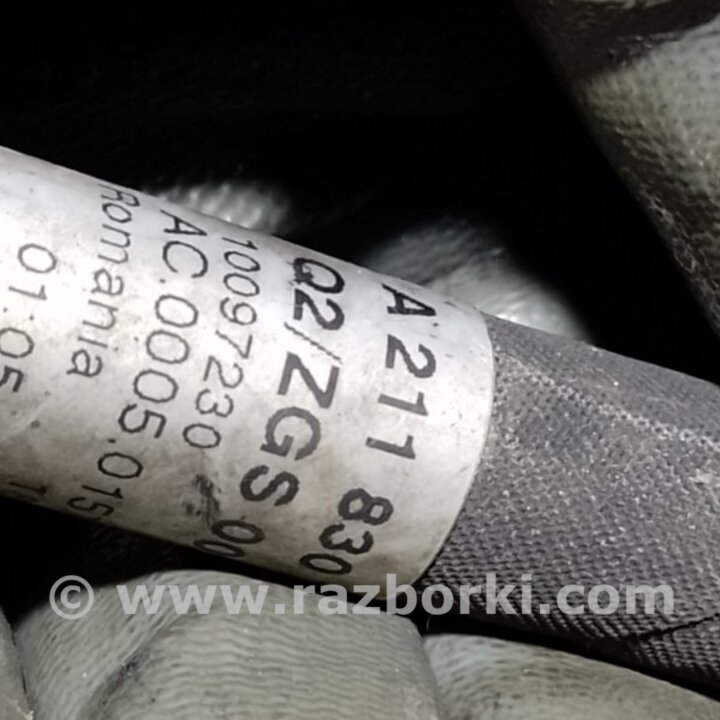 A 211 830
Q2/ZGS 00
10097230
AC.0005.015
Romania
01.05
© www.razborki.com